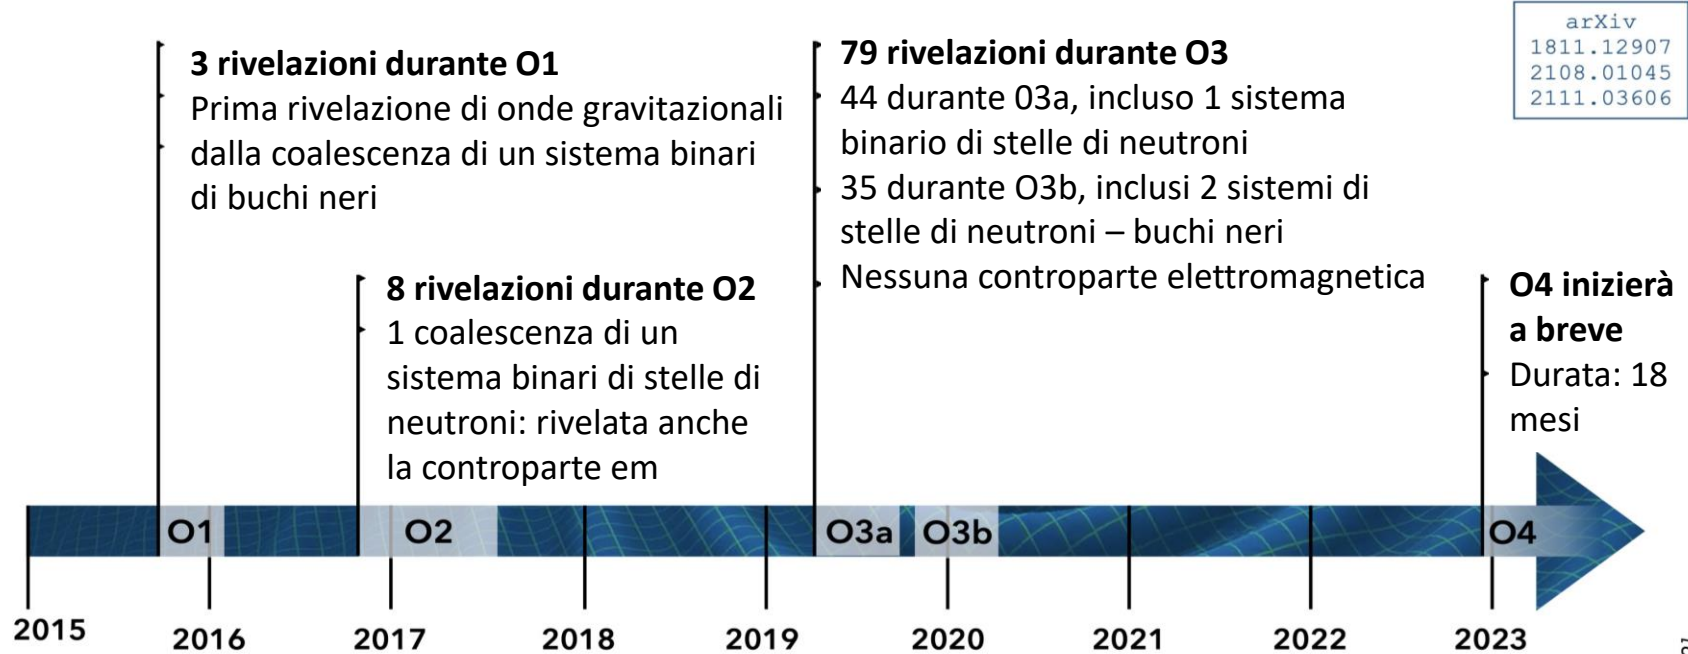 3 rivelazioni durante O1
Prima rivelazione di onde gravitazionali
dalla coalescenza di un sistema binari
di buchi neri
8 rivelazioni durante O2
1 coalescenza di un
sistema binari di stelle di
neutroni: rivelata anche
la controparte em
79 rivelazioni durante O3
44 durante 03a, incluso 1 sistema
binario di stelle di neutroni
35 durante O3b, inclusi 2 sistemi di
stelle di neutroni – buchi neri
Nessuna controparte elettromagnetica
arXiv
1811.12907
2108.01045
2111.03606
O4 inizierà
a breve
Durata: 18
mesi
O1 O2 O3a O3b O4
2015 2016 2017 2018 2019 2020 2021 2022 2023